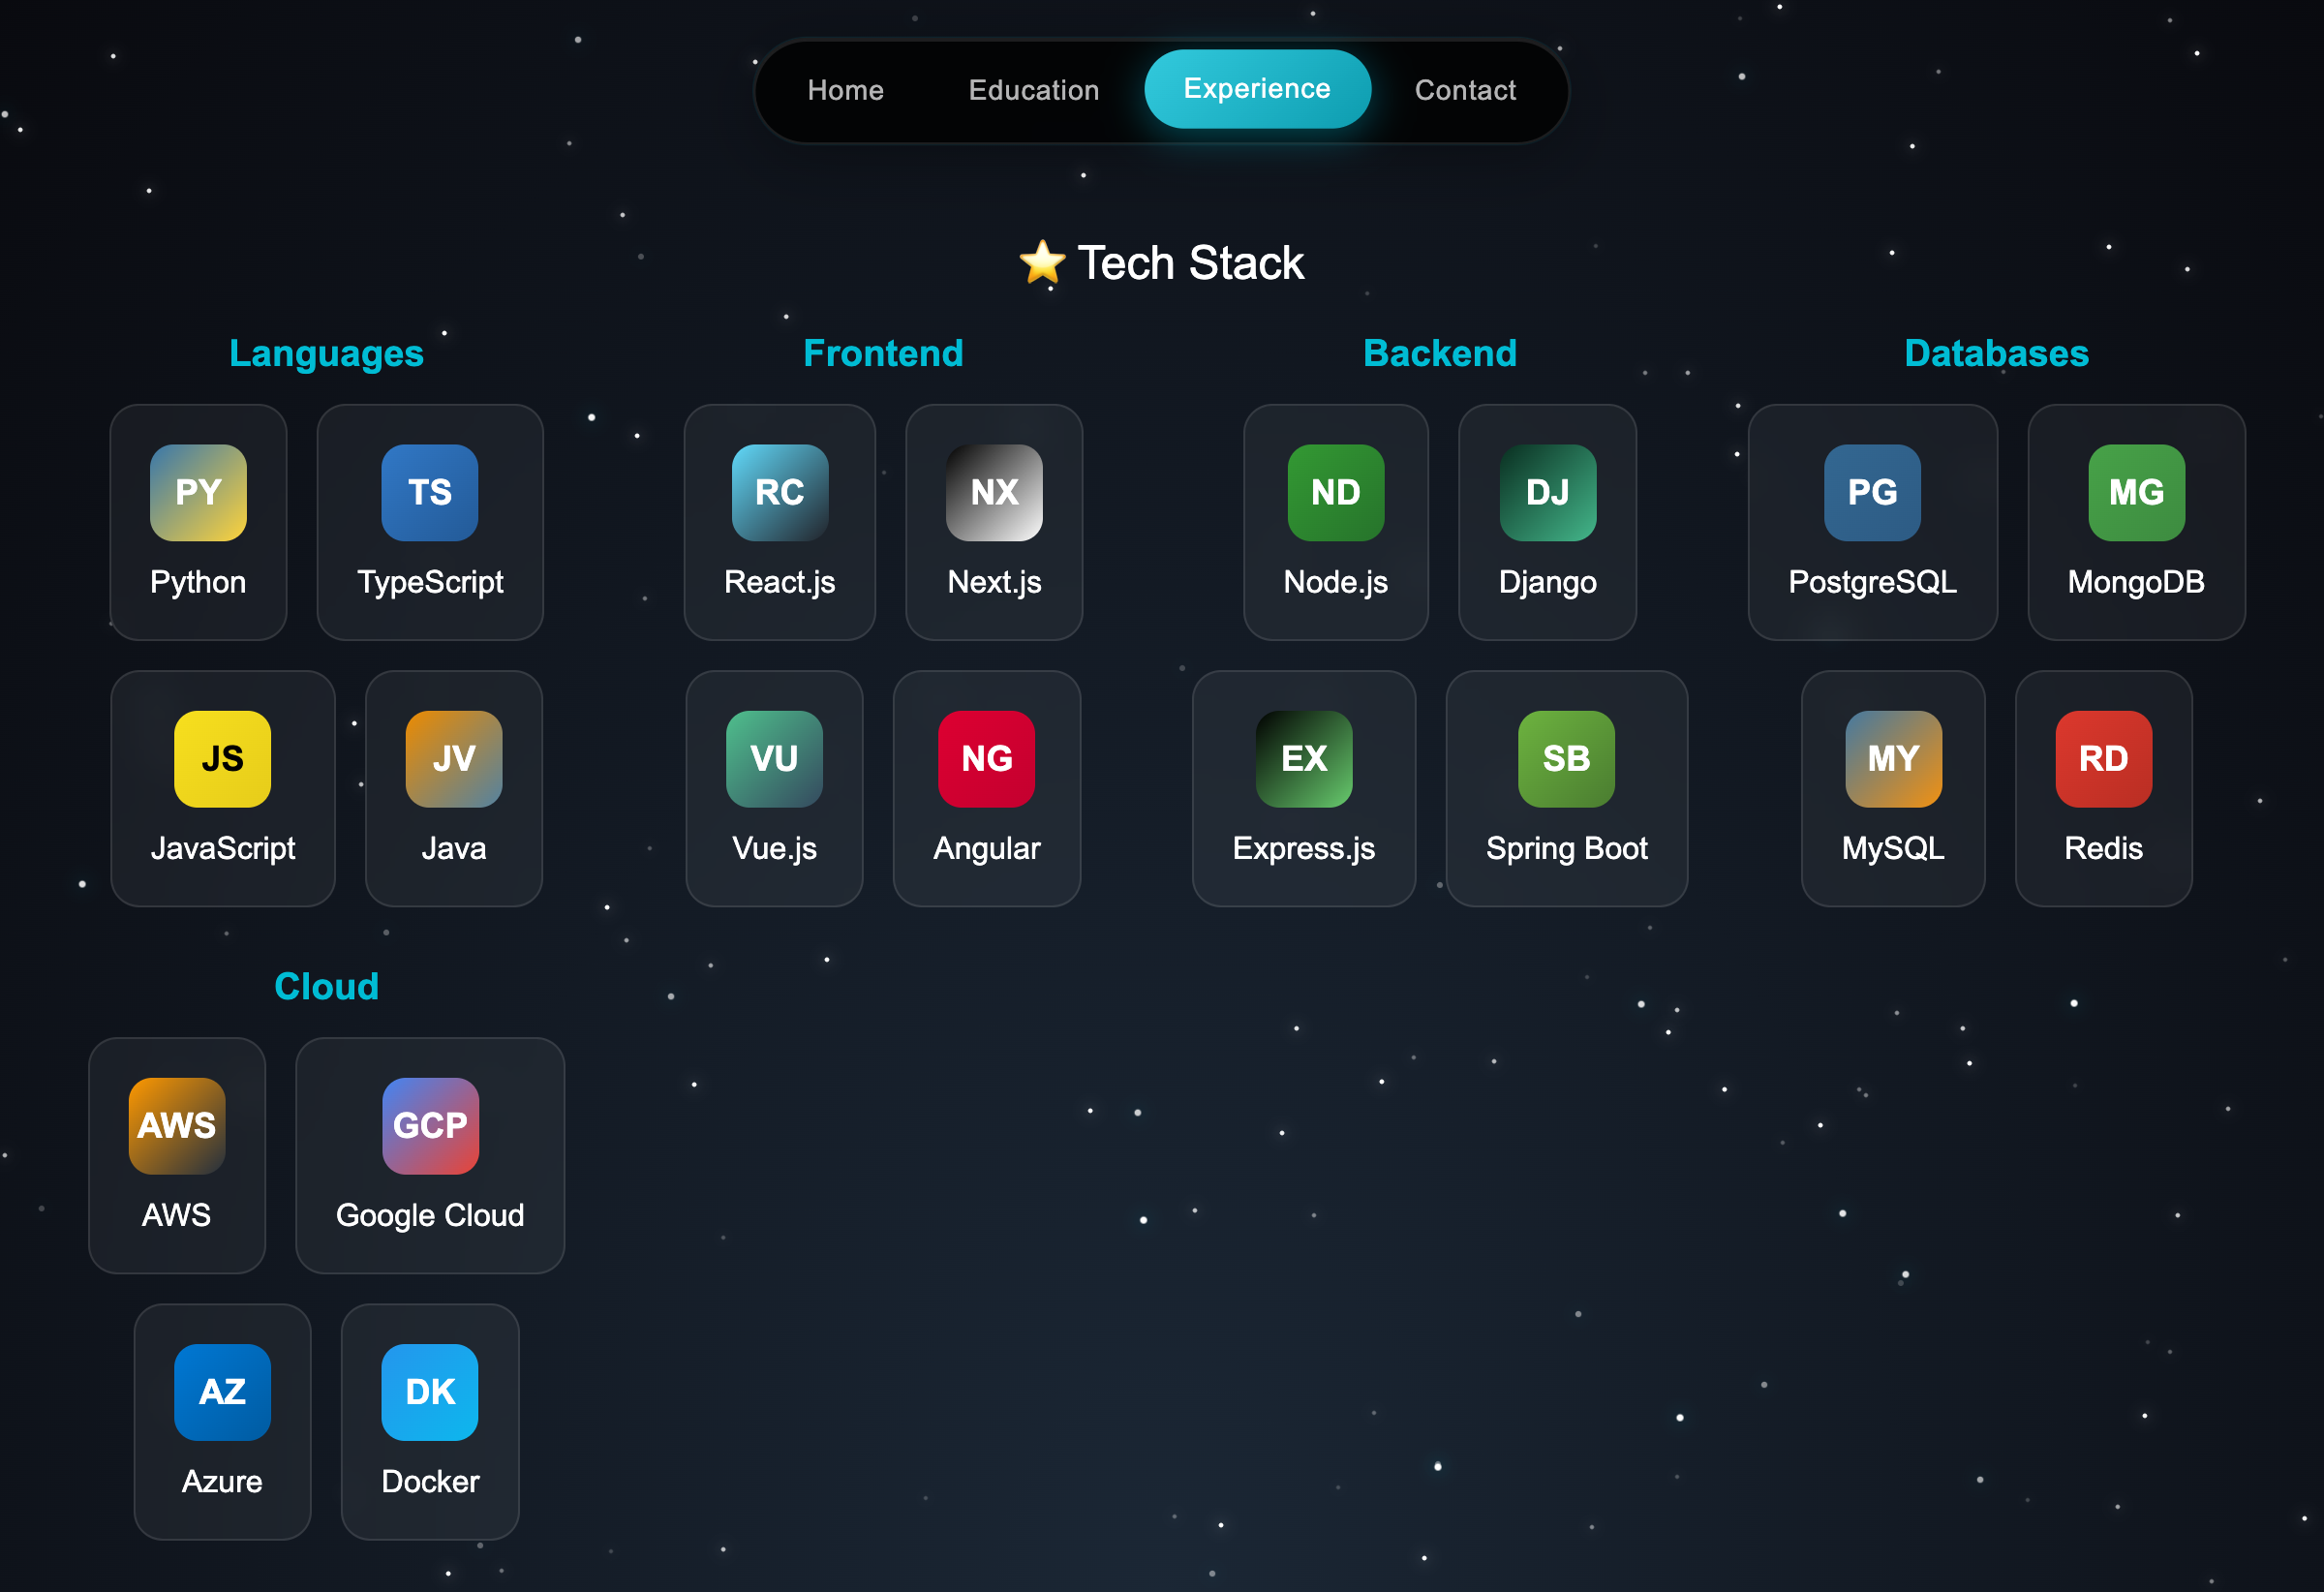 Home Education Experience Contact
⭐ Tech Stack
Languages
PY
Python
TS
TypeScript
JS
JavaScript
JV
Java
Frontend
RC
React.js
NX
Next.js
VU
Vue.js
NG
Angular
Backend
ND
Node.js
DJ
Django
EX
Express.js
SB
Spring Boot
Databases
PG
PostgreSQL
MG
MongoDB
MY
MySQL
RD
Redis
Cloud
AWS
AWS
GCP
Google Cloud
AZ
Azure
DK
Docker